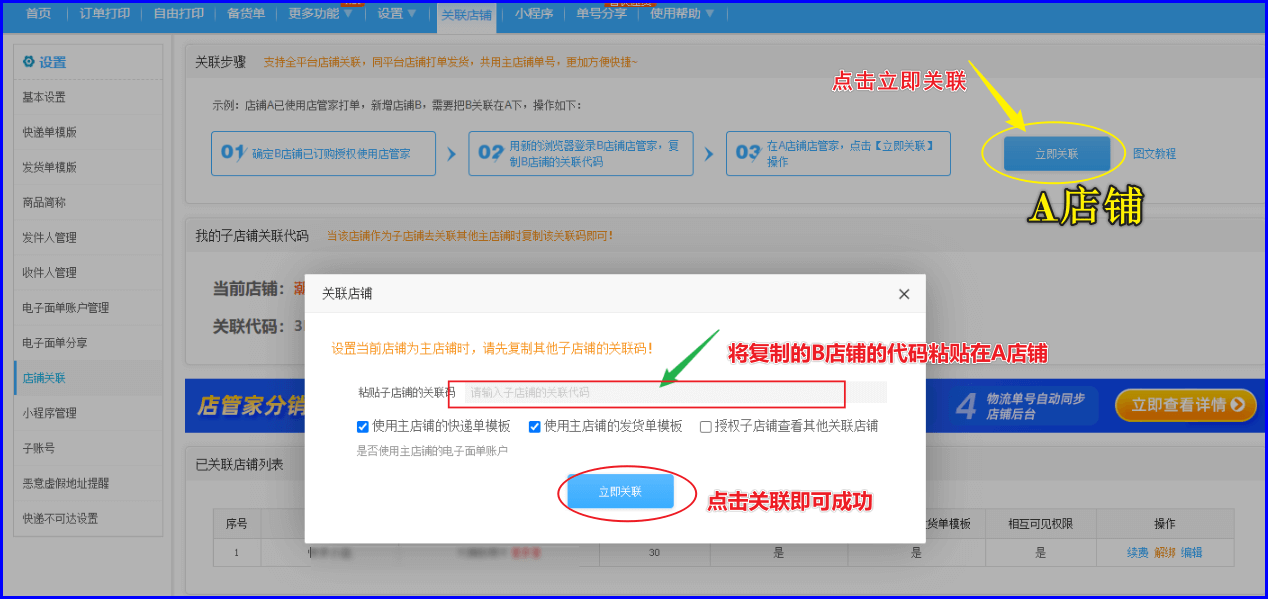 首页 订单打印 自由打印 备货单 更多功能 设置 关联店铺 小程序 单号分享 使用帮助
设置
基本设置
快递单模版
发货单模版
商品简称
发件人管理
收件人管理
电子面单账户管理
电子面单分享
店铺关联
小程序管理
子账号
恶意虚假地址提醒
快递不可达设置
关联步骤 支持全平台店铺关联，同平台店铺打单发货，共用主店铺单号，更加方便快捷~
点击立即关联
示例：店铺A已使用店管家打单，新增店铺B，需要把B关联在A下，操作如下：
01 确定B店铺已订购授权使用店管家
02 用新的浏览器登录B店铺店管家，复
制B店铺的关联代码
03 在A店铺店管家，点击【立即关联】
操作
立即关联 图文教程
A店铺
我的子店铺关联代码 当该店铺作为子店铺去关联其他主店铺时复制该关联码即可！
当前店铺：
关联代码：3
关联店铺
设置当前店铺为主店铺时，请先复制其他子店铺的关联码！
将复制的B店铺的代码粘贴在A店铺
粘贴子店铺的关联码 请输入子店铺的关联代码
使用主店铺的快递单模板 使用主店铺的发货单模板 授权子店铺查看其他关联店铺
是否使用主店铺的电子面单账户
立即关联
点击关联即可成功
店管家分销
4 物流单号自动同步
店铺后台
立即查看详情
已关联店铺列表
序号 货单模板 相互可见权限 操作
1 30 是 是 是 续费 解绑 编辑